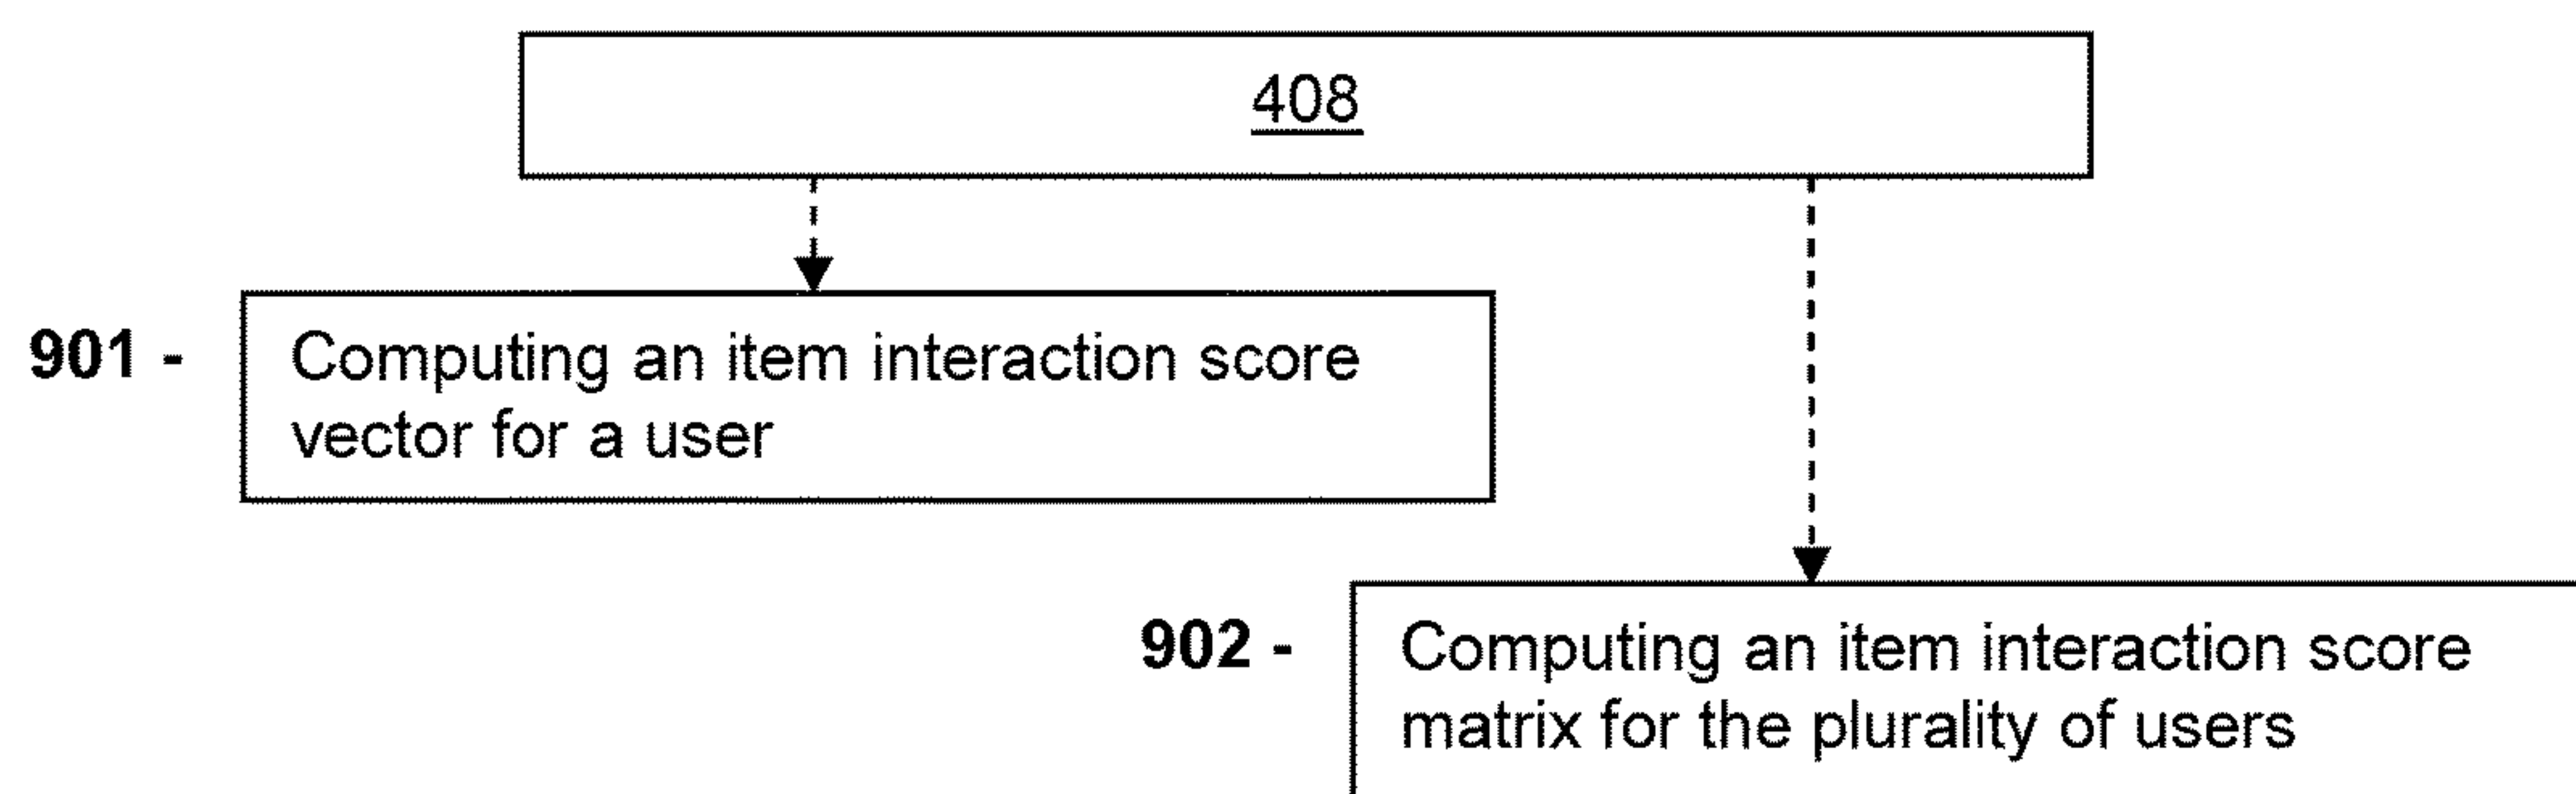 408
901 - Computing an item interaction score
vector for a user
902 - Computing an item interaction score
matrix for the plurality of users